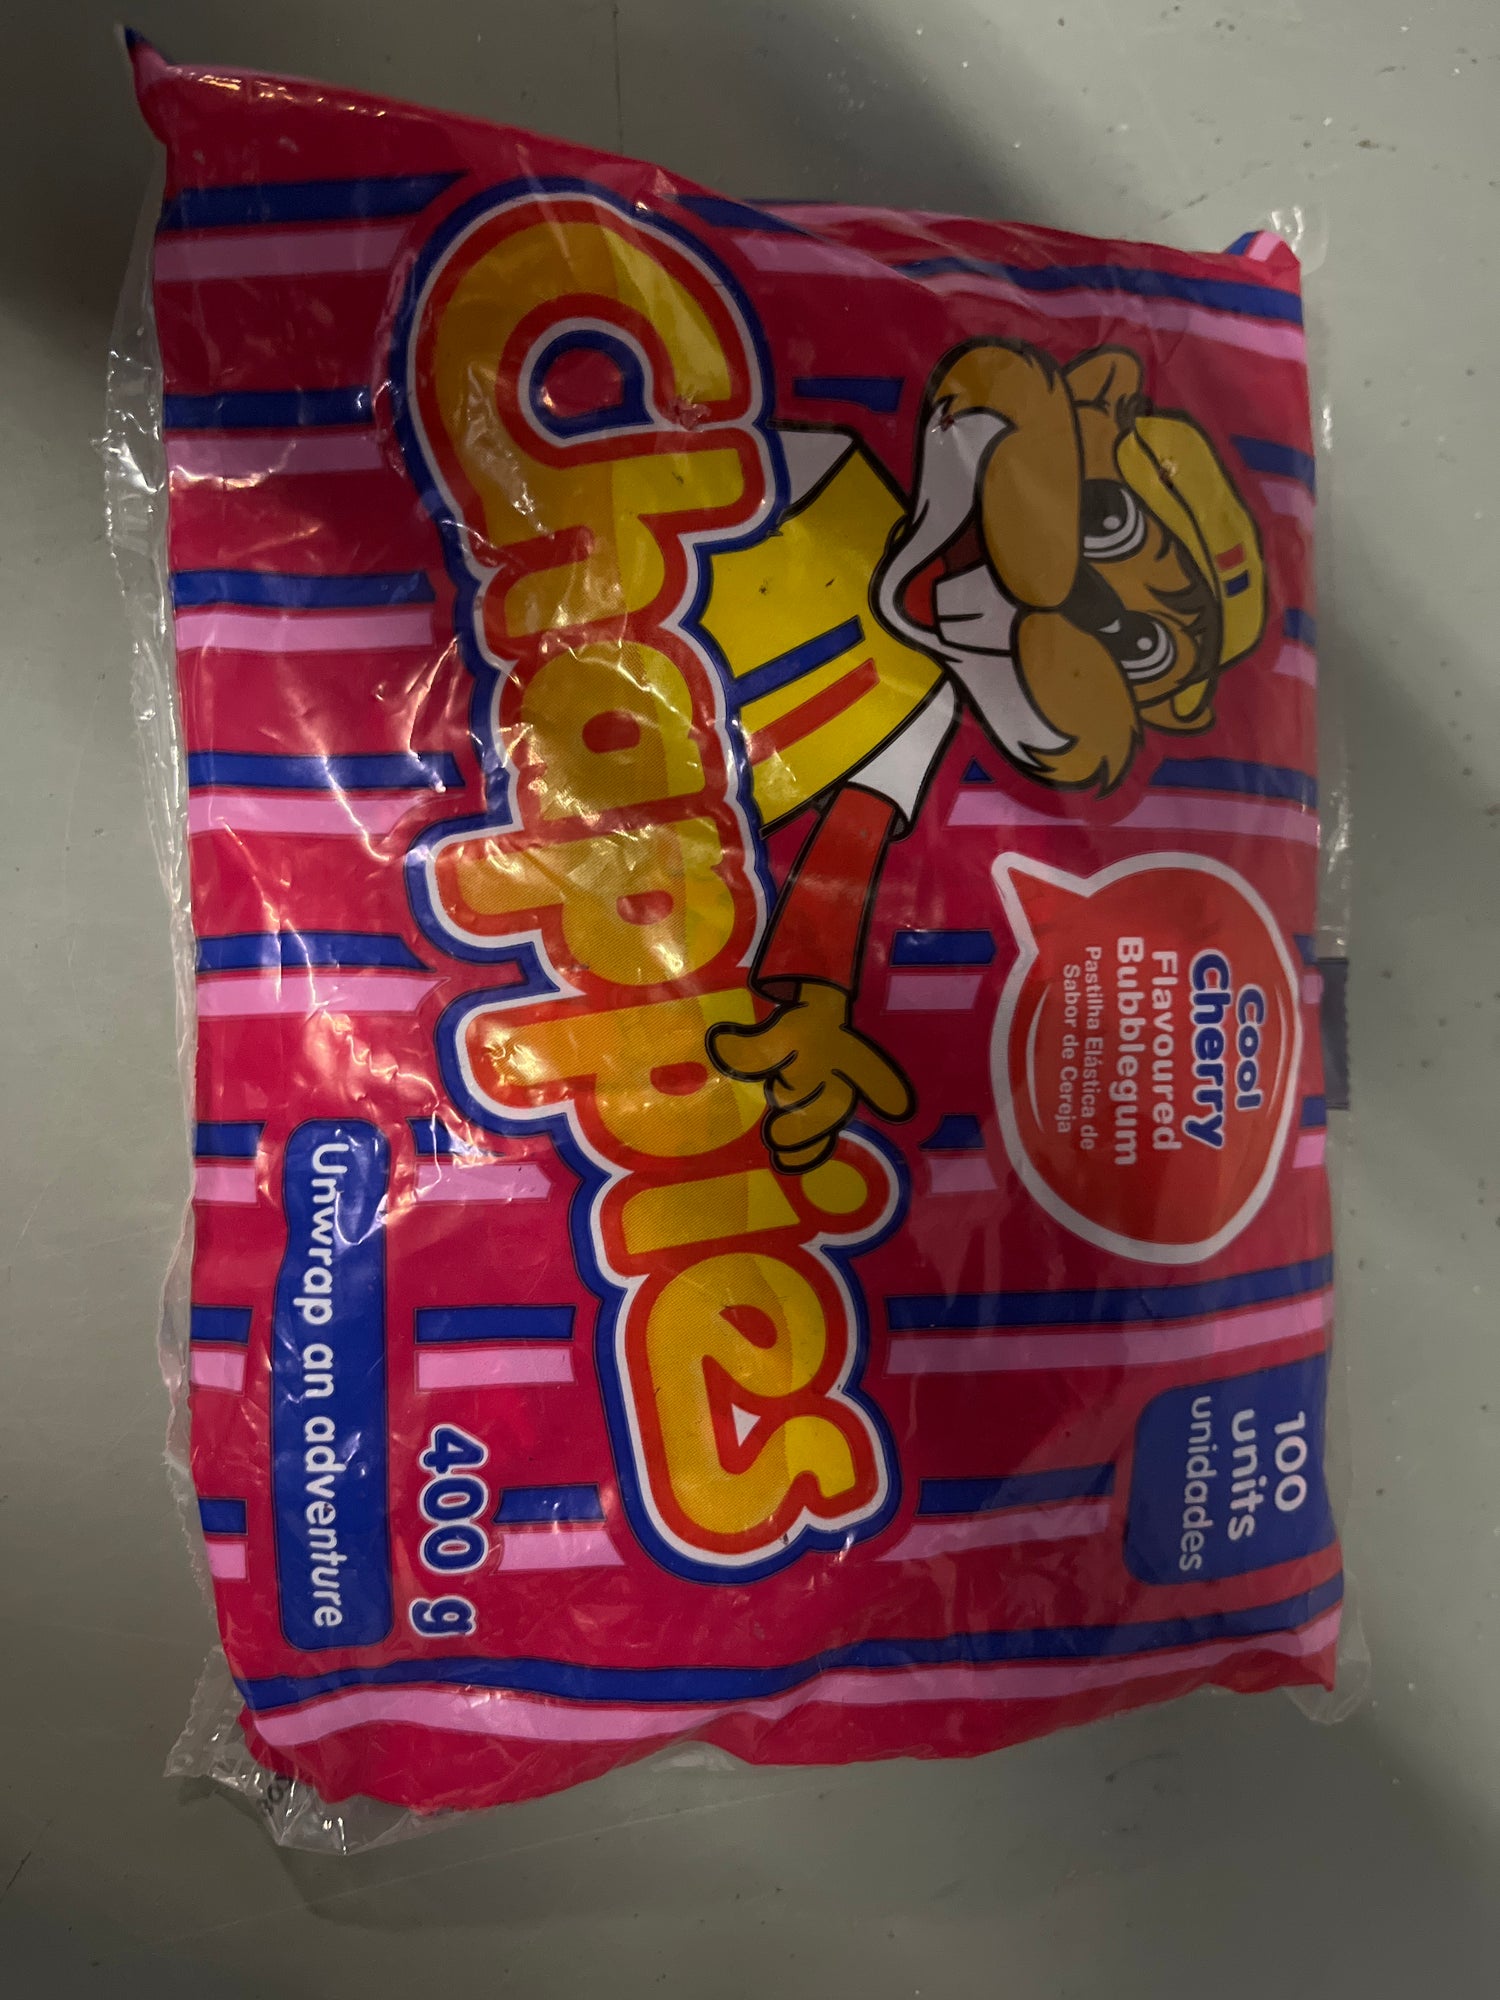 Chappies
Cool
Cherry
Flavoured
Bubblegum
Pastilha Elástica de
Sabor de Cereja
100
units
unidades
400 g
Unwrap an adventure